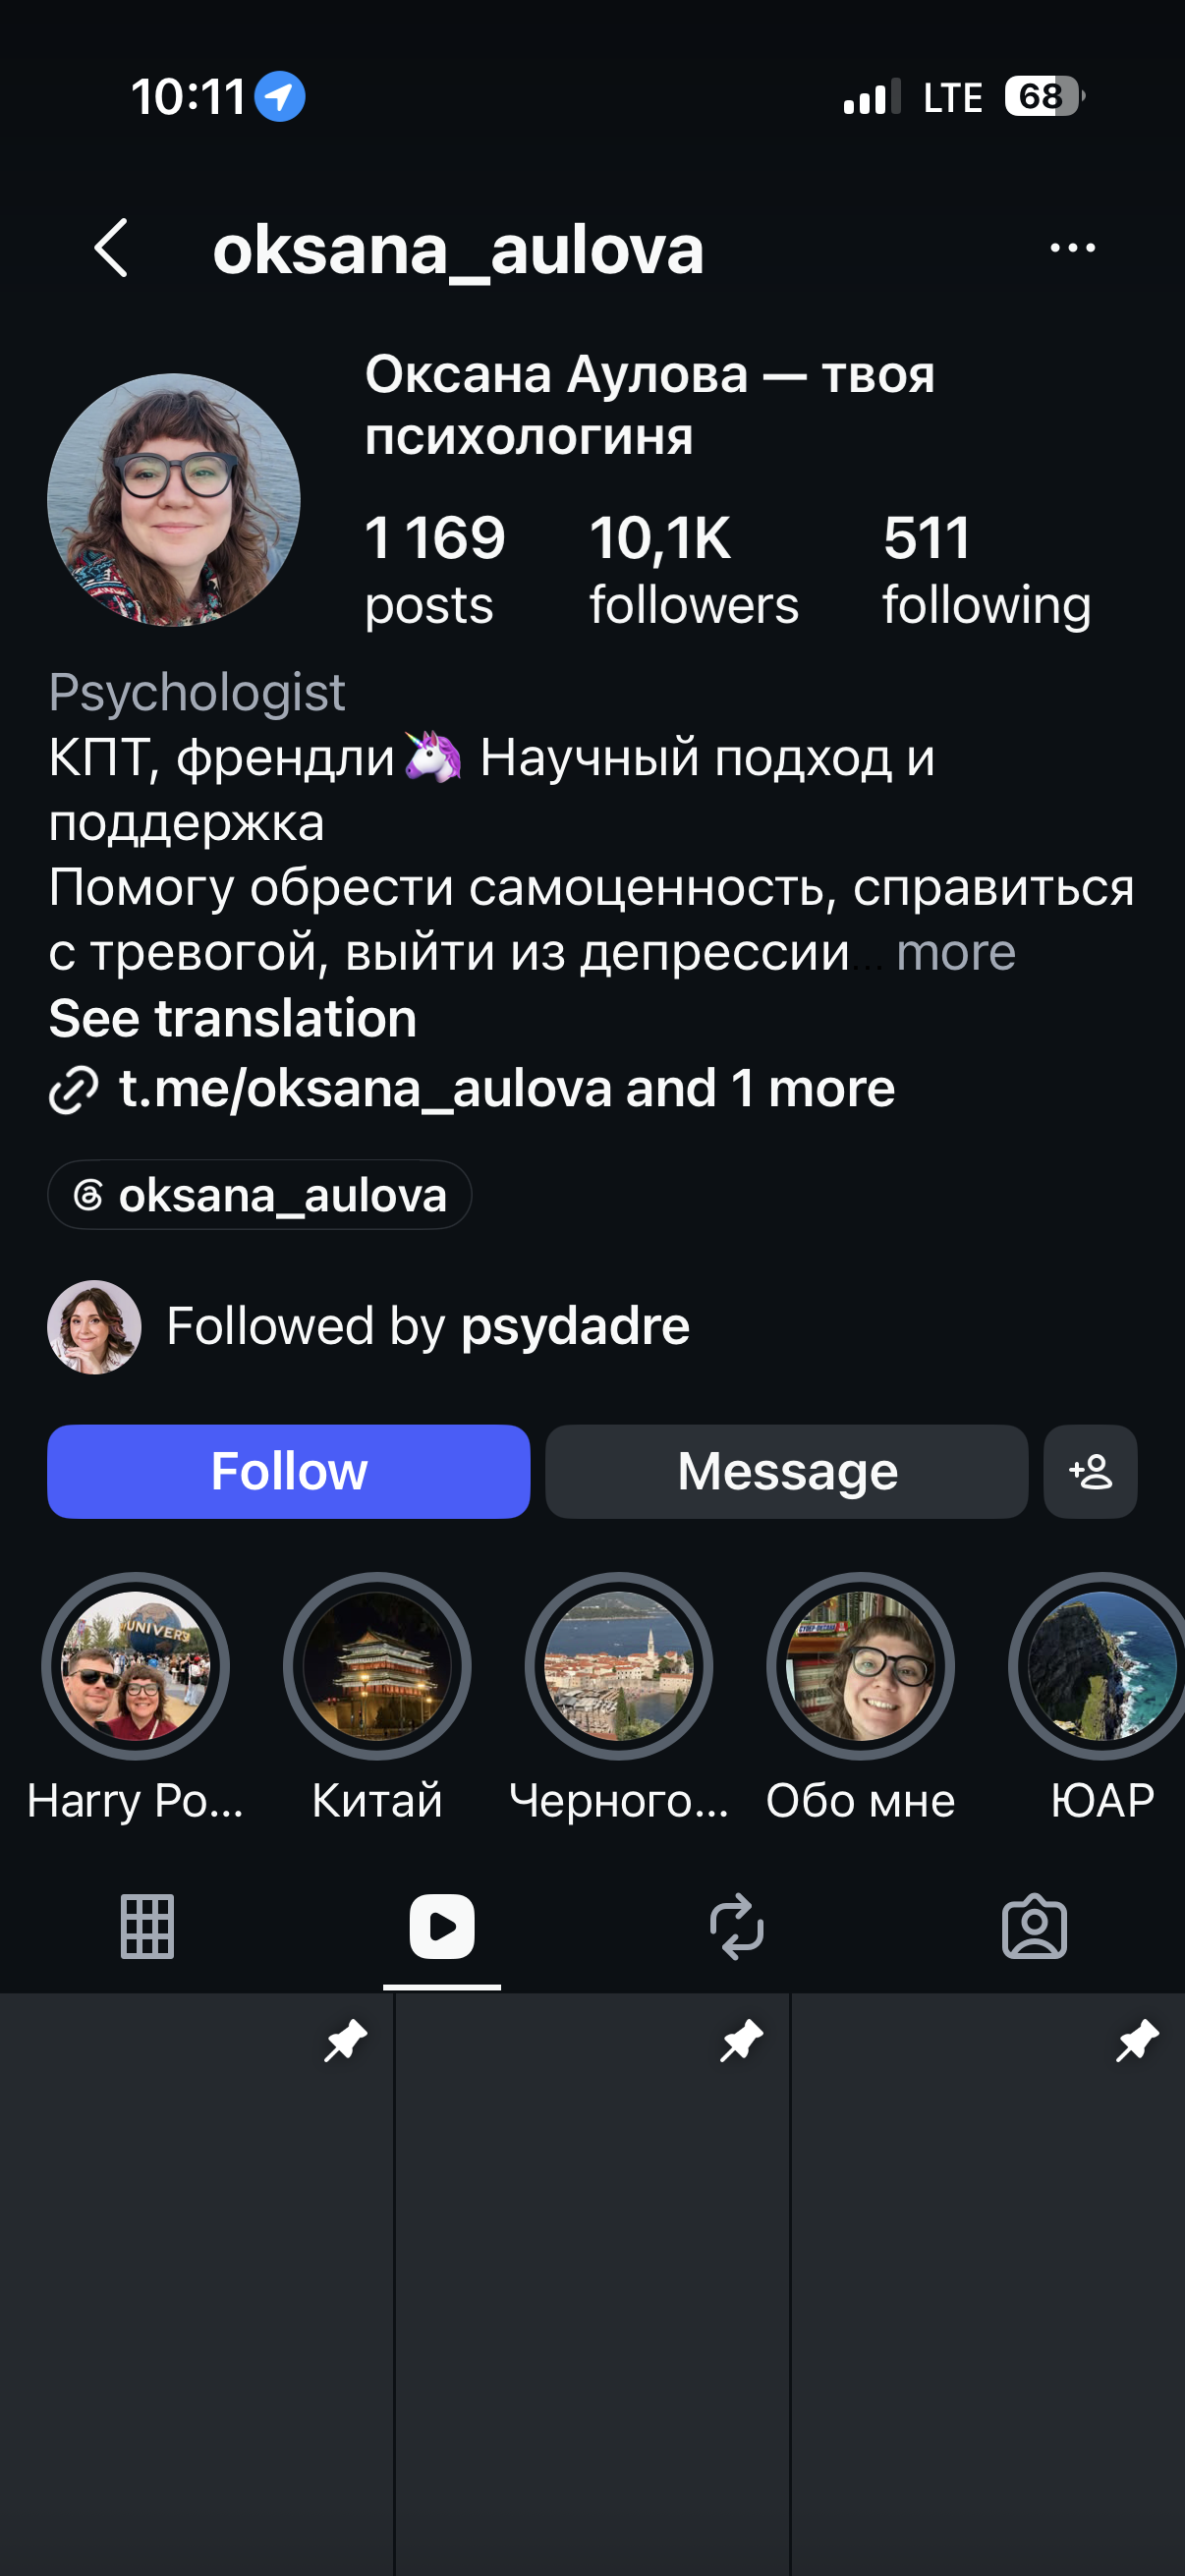 10:11
LTE 68
oksana_aulova
Оксана Аулова — твоя
психологиня
1 169 10,1K 511
posts followers following
Psychologist
КПТ, френдли🦄 Научный подход и
поддержка
Помогу обрести самоценность, справиться
с тревогой, выйти из депрессии... more
See translation
t.me/oksana_aulova and 1 more
oksana_aulova
Followed by psydadre
Follow Message
UNIVERS
Harry Po... Китай Черного... Обо мне ЮАР